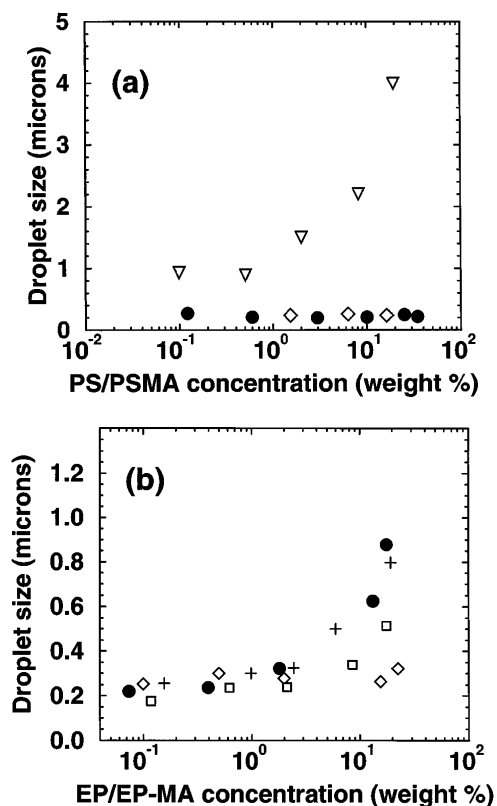 5
4
3
2
1
0
(a)
Droplet size (microns)
10⁻² 10⁻¹ 10⁰ 10¹ 10²
PS/PSMA concentration (weight %)
1.2
1.0
0.8
0.6
0.4
0.2
0.0
(b)
Droplet size (microns)
10⁻¹ 10⁰ 10¹ 10²
EP/EP-MA concentration (weight %)